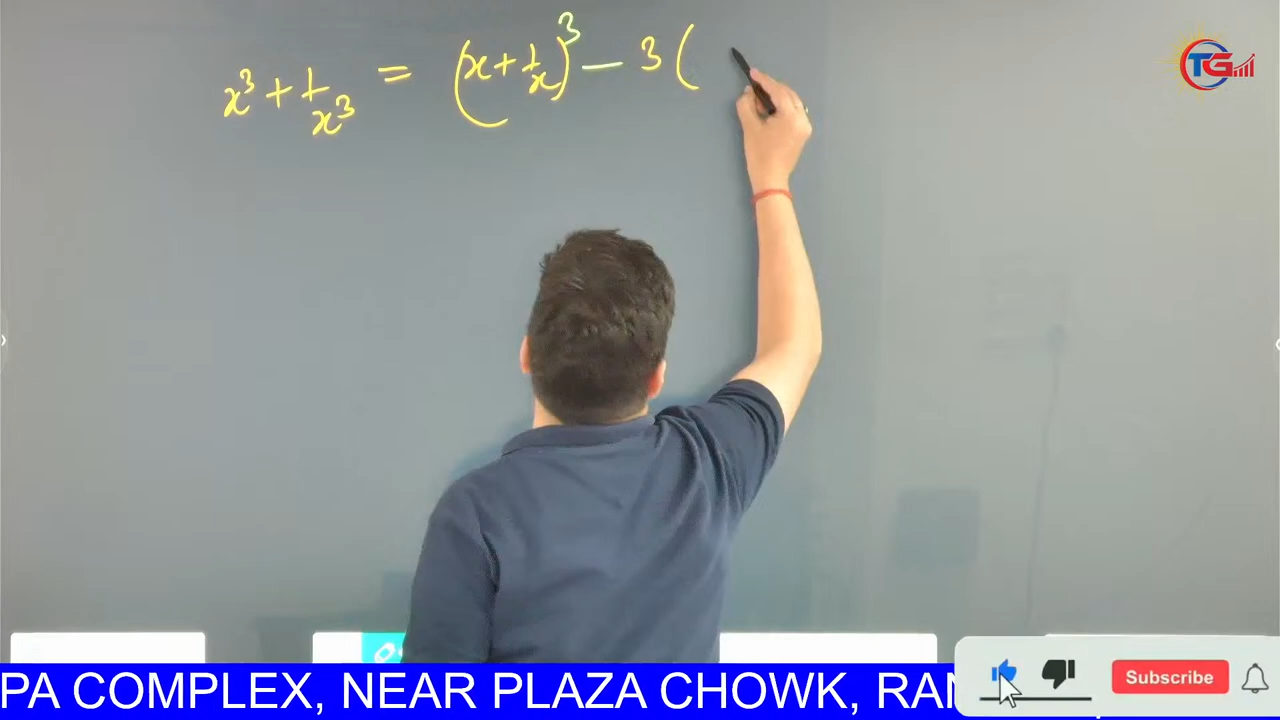 x³ + 1/x³ = (x + 1/x)³ − 3 (
TG
PA COMPLEX, NEAR PLAZA CHOWK, RAN
Subscribe